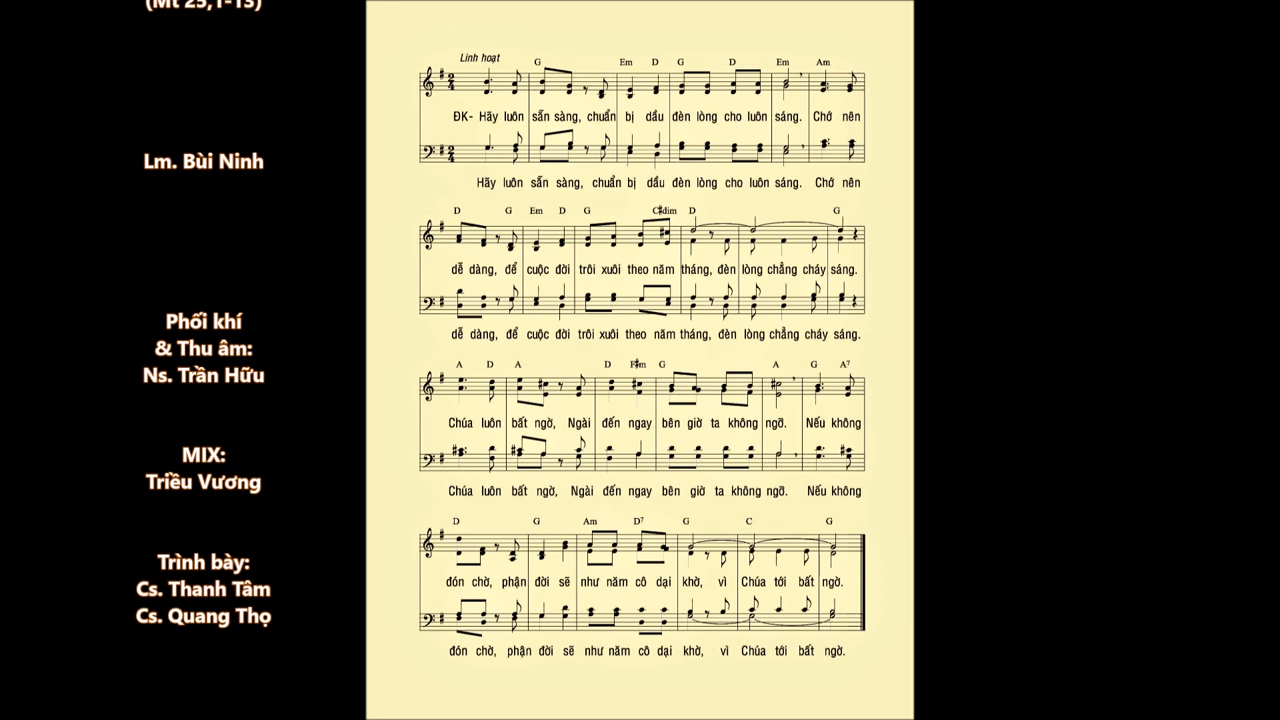 (Mt 25,1-13)
Lm. Bùi Ninh
Phối khí
& Thu âm:
Ns. Trần Hữu
MIX:
Triều Vương
Trình bày:
Cs. Thanh Tâm
Cs. Quang Thọ
Linh hoạt
G Em D G D Em Am
ĐK- Hãy luôn sẵn sàng, chuẩn bị dầu đèn lòng cho luôn sáng. Chớ nên
Hãy luôn sẵn sàng, chuẩn bị dầu đèn lòng cho luôn sáng. Chớ nên
D G Em D G C#dim D G
dễ dàng, để cuộc đời trôi xuôi theo năm tháng, đèn lòng chẳng cháy sáng.
dễ dàng, để cuộc đời trôi xuôi theo năm tháng, đèn lòng chẳng cháy sáng.
A D A D F#m G A G A7
Chúa luôn bất ngờ, Ngài đến ngay bên giờ ta không ngờ. Nếu không
Chúa luôn bất ngờ, Ngài đến ngay bên giờ ta không ngờ. Nếu không
D G Am D7 G C G
đón chờ, phận đời sẽ như năm cô dại khờ, vì Chúa tới bất ngờ.
đón chờ, phận đời sẽ như năm cô dại khờ, vì Chúa tới bất ngờ.